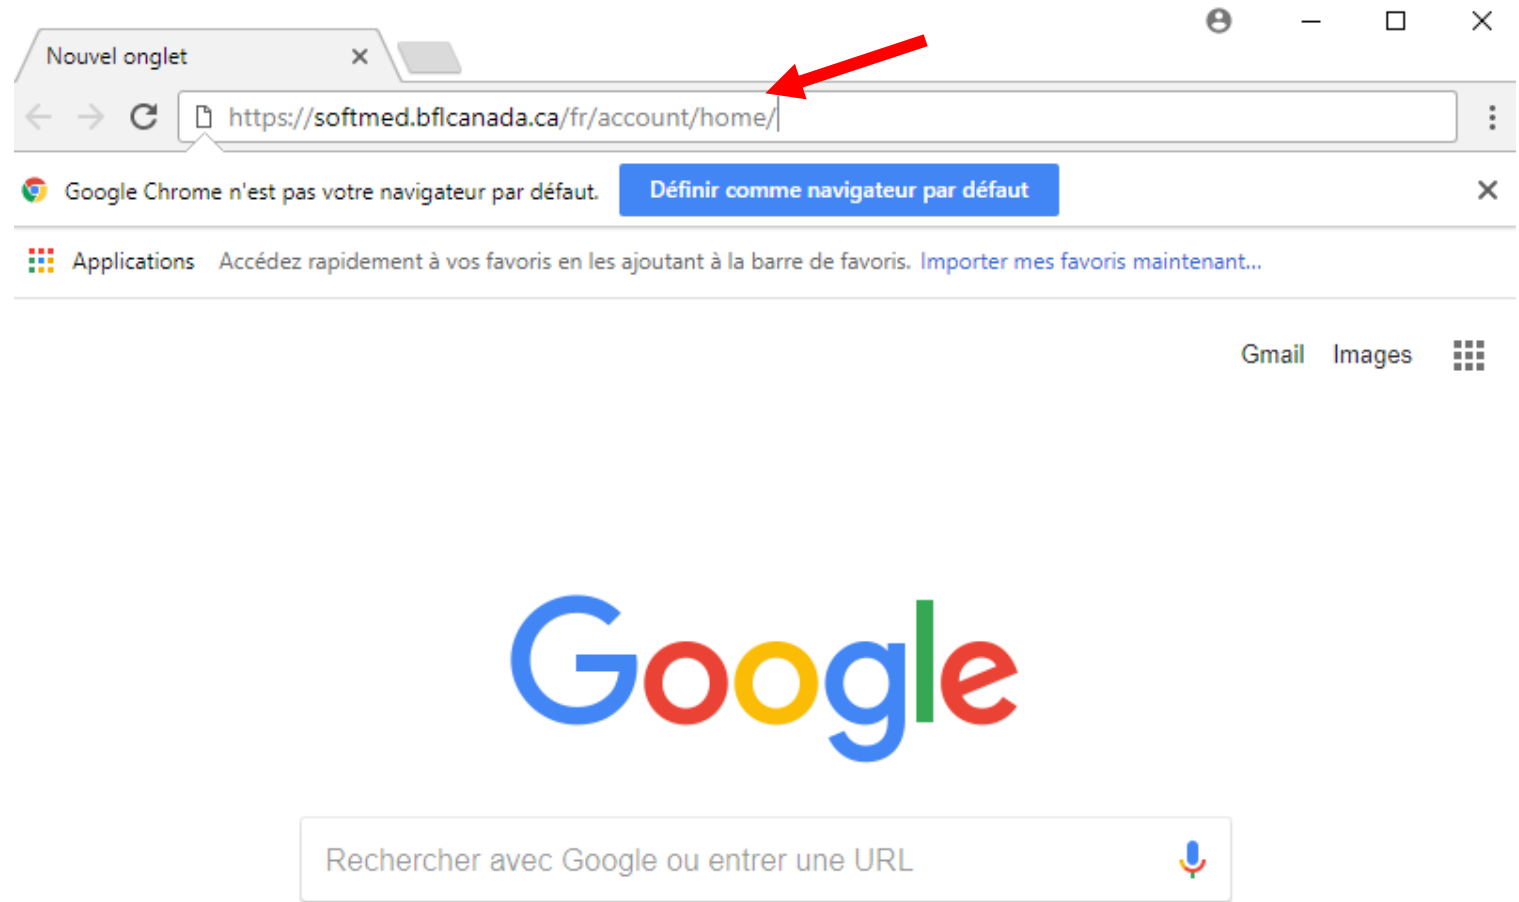 Nouvel onglet
https://softmed.bflcanada.ca/fr/account/home/
Google Chrome n'est pas votre navigateur par défaut. Définir comme navigateur par défaut
Applications Accédez rapidement à vos favoris en les ajoutant à la barre de favoris. Importer mes favoris maintenant...
Gmail Images
Google
Rechercher avec Google ou entrer une URL